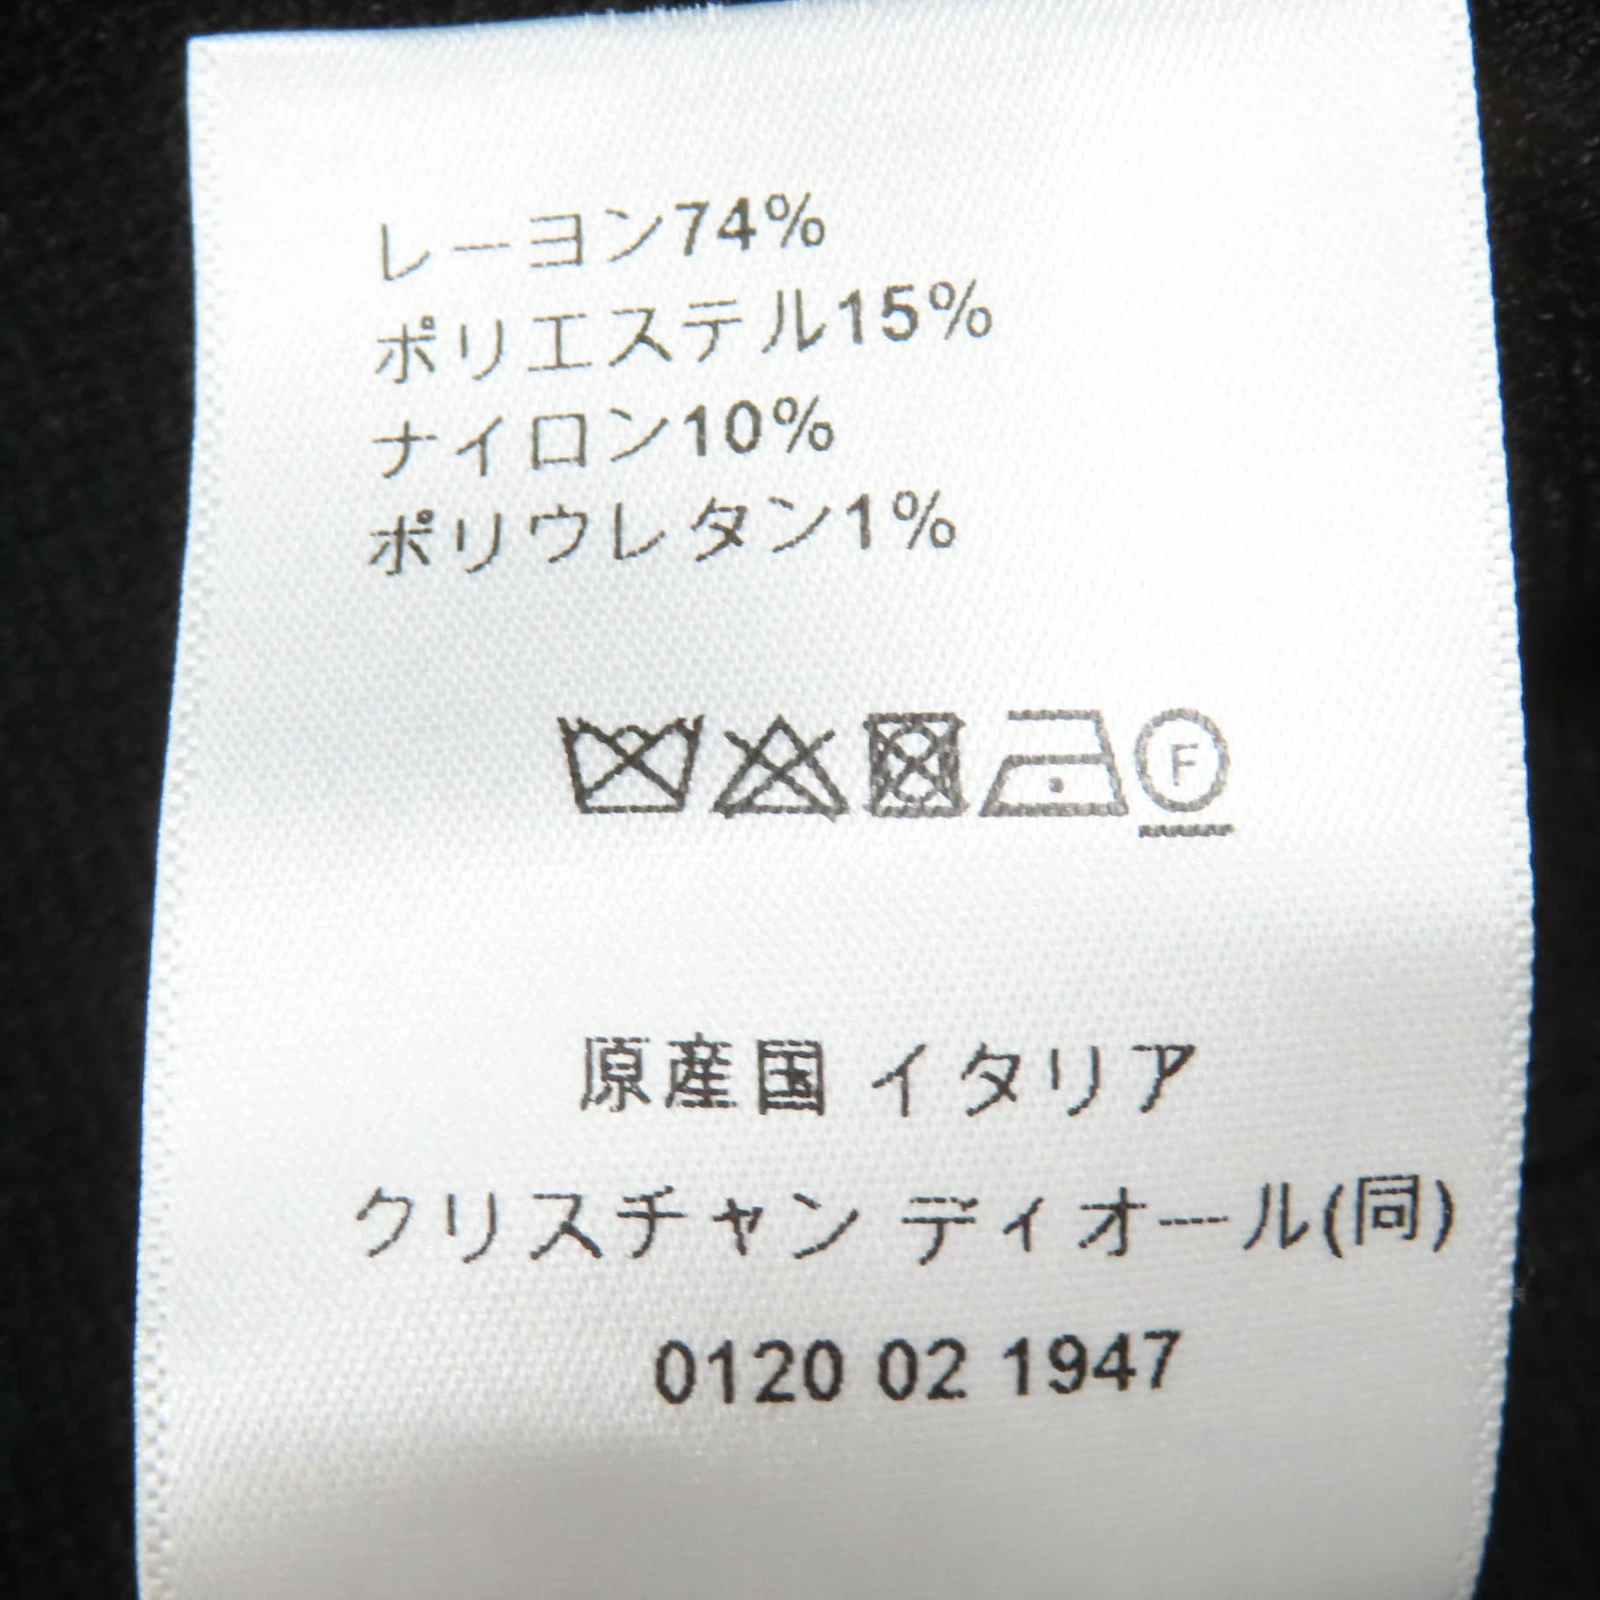 レーヨン74%
ポリエステル15%
ナイロン10%
ポリウレタン1%
F
原産国 イタリア
クリスチャン ディオール(同)
0120 02 1947